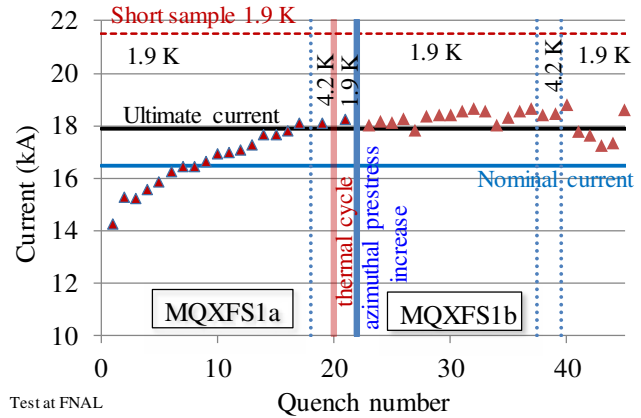 Short sample 1.9 K
1.9 K
4.2 K
1.9 K
1.9 K
4.2 K
1.9 K
Ultimate current
Nominal current
thermal cycle
azimuthal prestress
increase
MQXFS1a
MQXFS1b
Current (kA)
22
20
18
16
14
12
10
0
10
20
30
40
Quench number
Test at FNAL